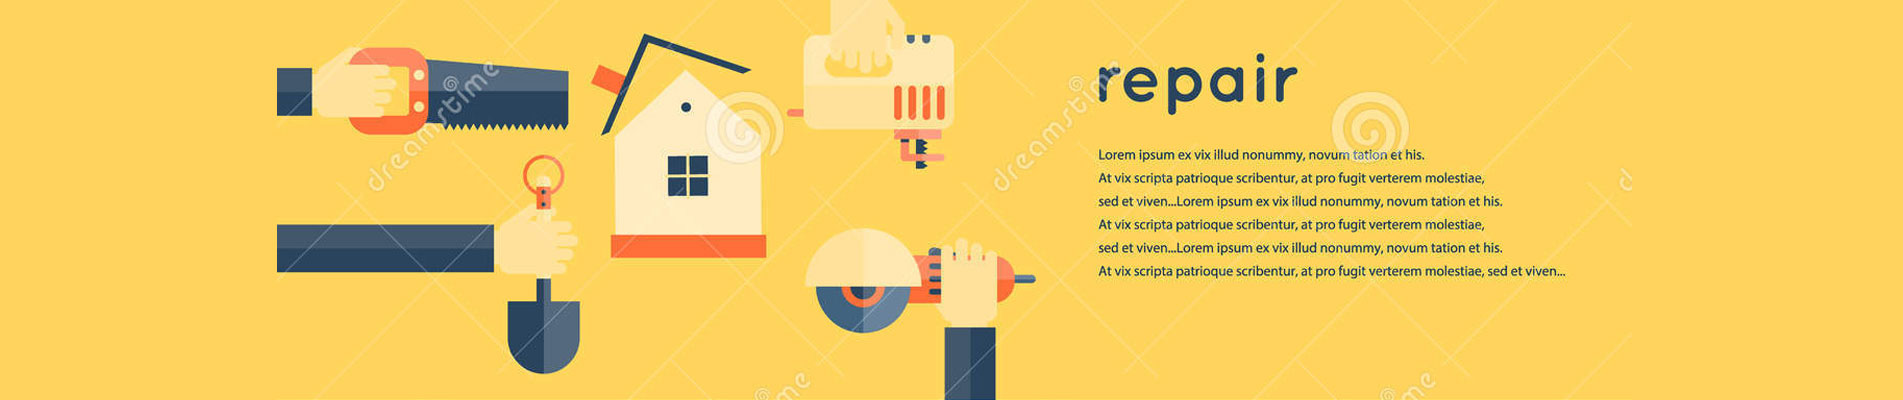 repair
Lorem ipsum ex vix illud nonummy, novum tation et his.
At vix scripta patrioque scribentur, at pro fugit verterem molestiae,
sed et viven...Lorem ipsum ex vix illud nonummy, novum tation et his.
At vix scripta patrioque scribentur, at pro fugit verterem molestiae,
sed et viven...Lorem ipsum ex vix illud nonummy, novum tation et his.
At vix scripta patrioque scribentur, at pro fugit verterem molestiae, sed et viven...
dreamstime